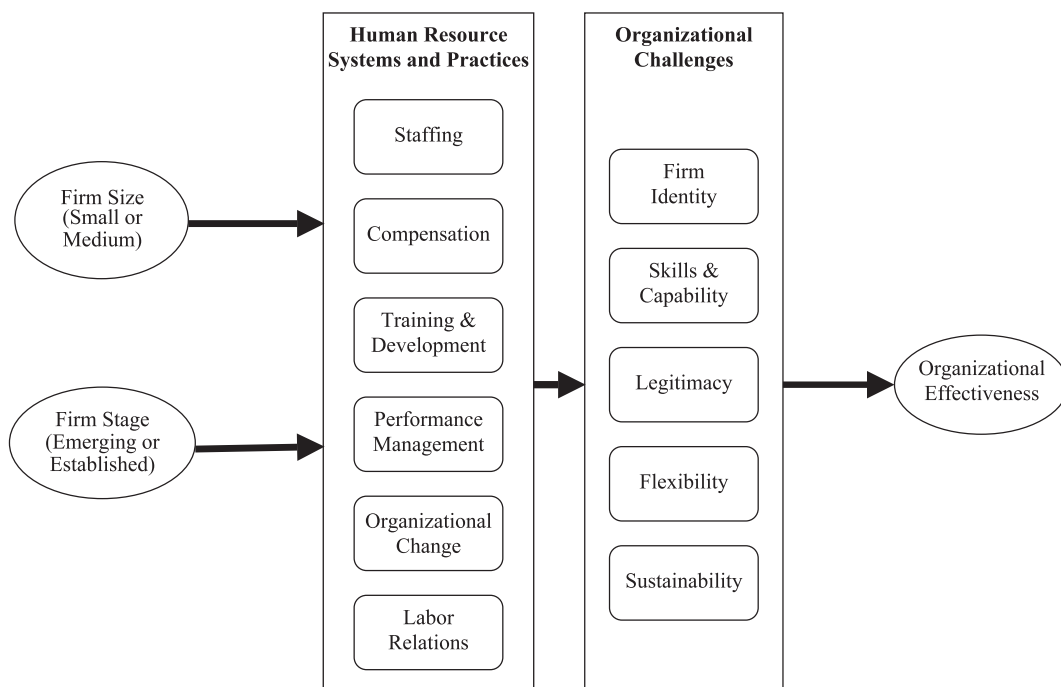 Human Resource
Systems and Practices
Organizational
Challenges
Firm Size
(Small or
Medium)
Firm Stage
(Emerging or
Established)
Staffing
Compensation
Training &
Development
Performance
Management
Organizational
Change
Labor
Relations
Firm
Identity
Skills &
Capability
Legitimacy
Flexibility
Sustainability
Organizational
Effectiveness